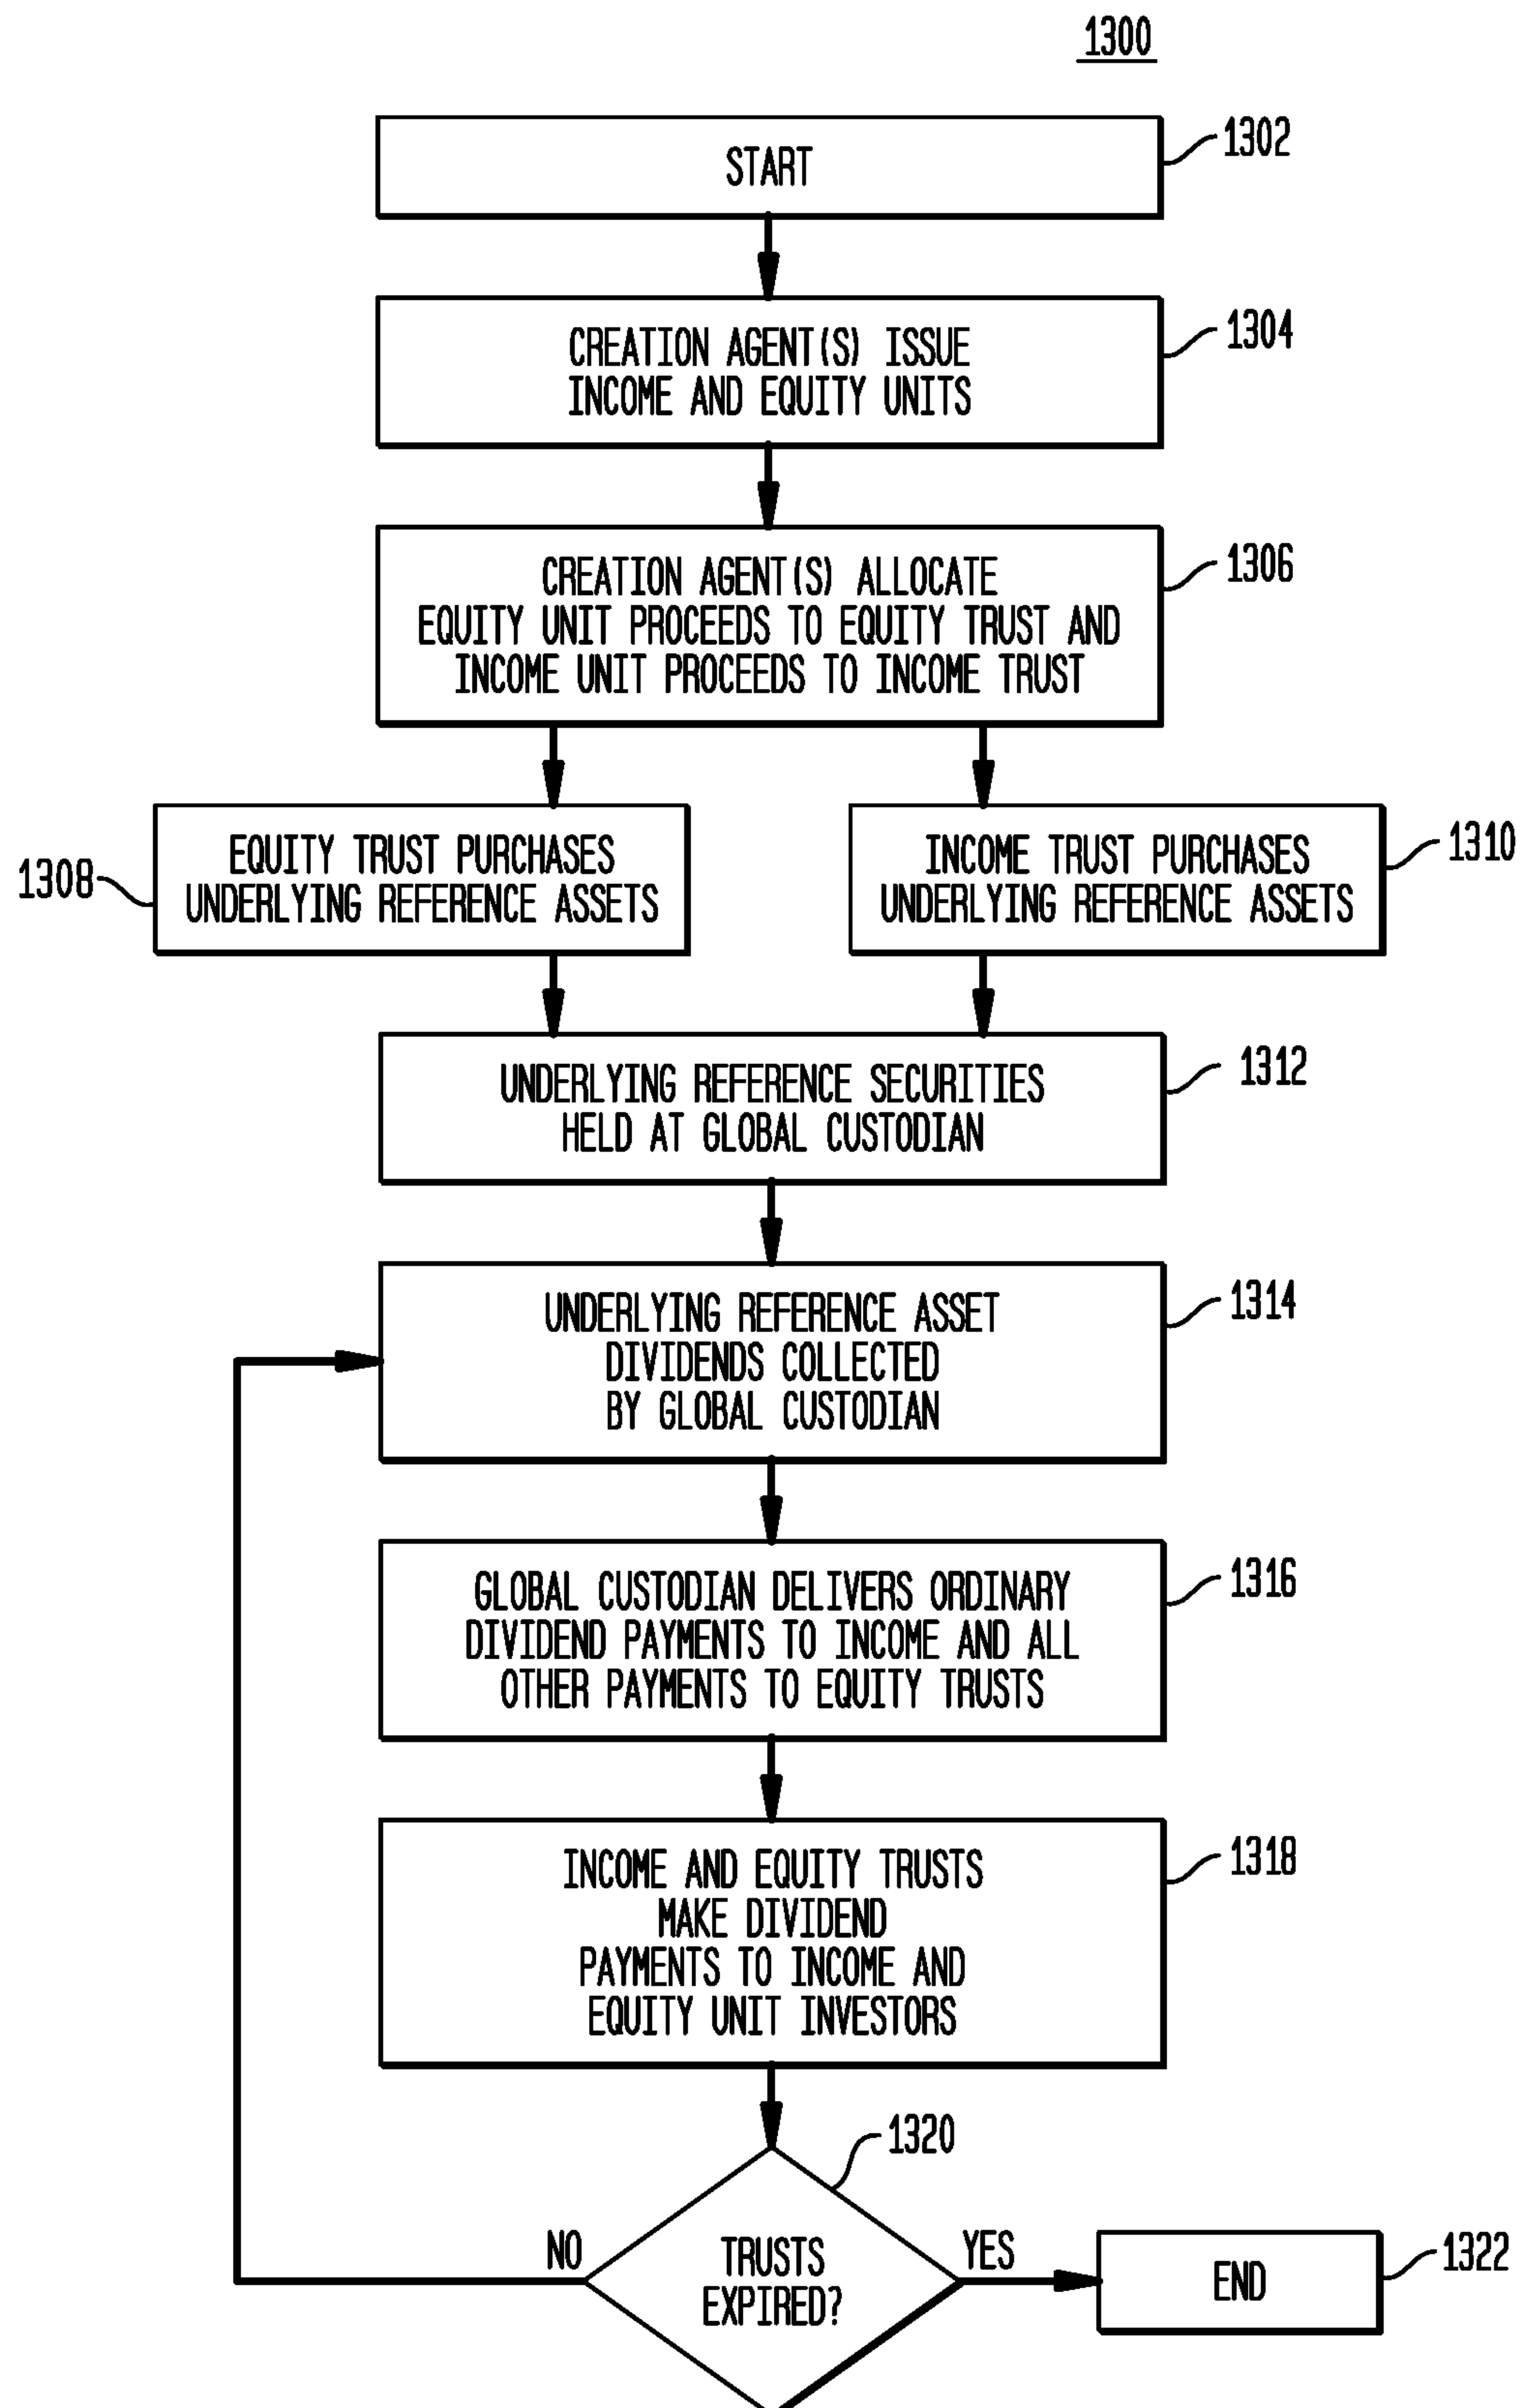 1300
START
1302
CREATION AGENT(S) ISSUE
INCOME AND EQUITY UNITS
1304
CREATION AGENT(S) ALLOCATE
EQUITY UNIT PROCEEDS TO EQUITY TRUST AND
INCOME UNIT PROCEEDS TO INCOME TRUST
1306
1308
EQUITY TRUST PURCHASES
UNDERLYING REFERENCE ASSETS
INCOME TRUST PURCHASES
UNDERLYING REFERENCE ASSETS
1310
UNDERLYING REFERENCE SECURITIES
HELD AT GLOBAL CUSTODIAN
1312
UNDERLYING REFERENCE ASSET
DIVIDENDS COLLECTED
BY GLOBAL CUSTODIAN
1314
GLOBAL CUSTODIAN DELIVERS ORDINARY
DIVIDEND PAYMENTS TO INCOME AND ALL
OTHER PAYMENTS TO EQUITY TRUSTS
1316
INCOME AND EQUITY TRUSTS
MAKE DIVIDEND
PAYMENTS TO INCOME AND
EQUITY UNIT INVESTORS
1318
1320
NO
TRUSTS
EXPIRED?
YES
END
1322